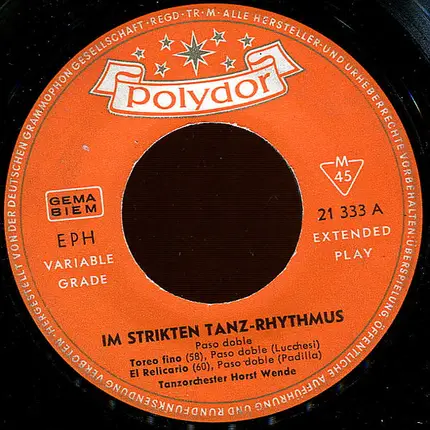 HERGESTELLT VON DER DEUTSCHEN GRAMMOPHON GESELLSCHAFT · REGD · TR · M · ALLE HERSTELLER- UND URHEBERRECHTE VORBEHALTEN: ÜBERSPIELUNG, ÖFFENTLICHE AUFFÜHRUNG UND RUNDFUNKSENDUNG VERBOTEN ·
polydor
GEMA
BIEM
EPH
VARIABLE
GRADE
M
45
21 333 A
EXTENDED
PLAY
IM STRIKTEN TANZ-RHYTHMUS
Paso doble
Toreo fino (58), Paso doble (Lucchesi)
El Relicario (60), Paso doble (Padilla)
Tanzorchester Horst Wende